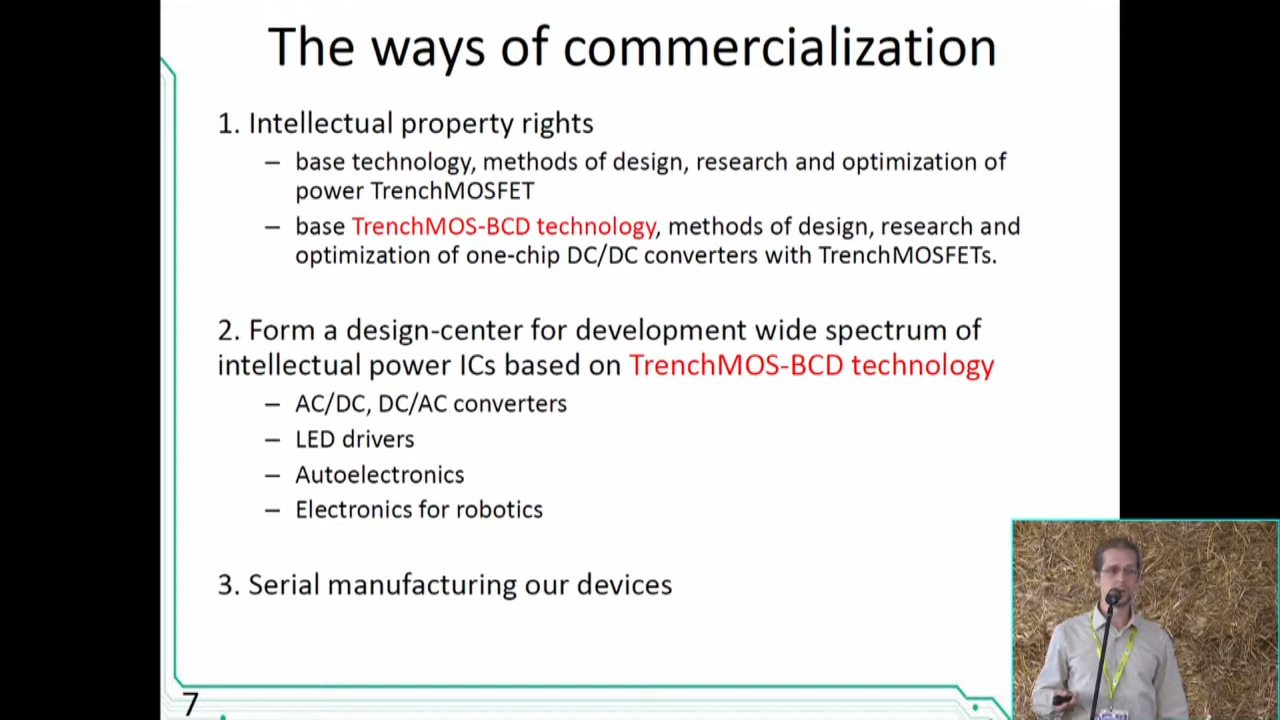 The ways of commercialization
1. Intellectual property rights
– base technology, methods of design, research and optimization of
power TrenchMOSFET
– base TrenchMOS-BCD technology, methods of design, research and
optimization of one-chip DC/DC converters with TrenchMOSFETs.
2. Form a design-center for development wide spectrum of
intellectual power ICs based on TrenchMOS-BCD technology
– AC/DC, DC/AC converters
– LED drivers
– Autoelectronics
– Electronics for robotics
3. Serial manufacturing our devices
7